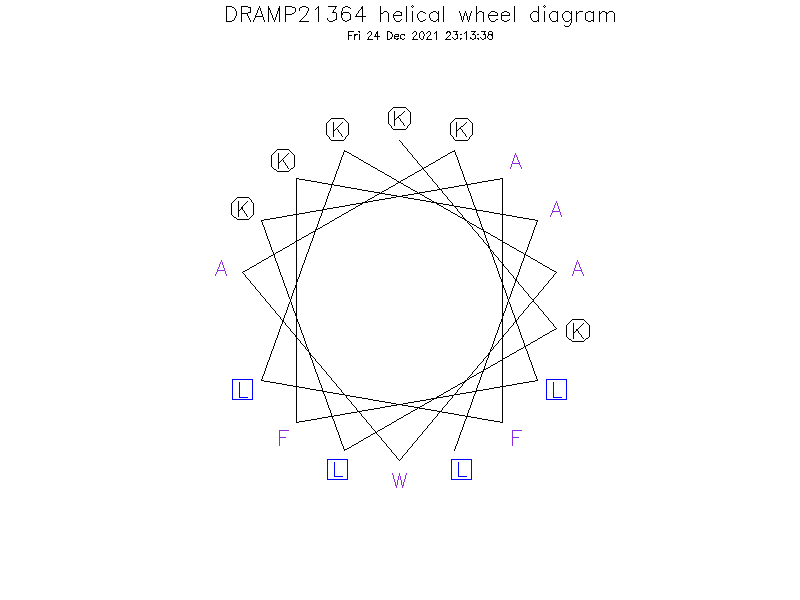 DRAMP21364 helical wheel diagram
Fri 24 Dec 2021 23:13:38
K
K K
K A
K A
A A
K
L L
F F
L L
W